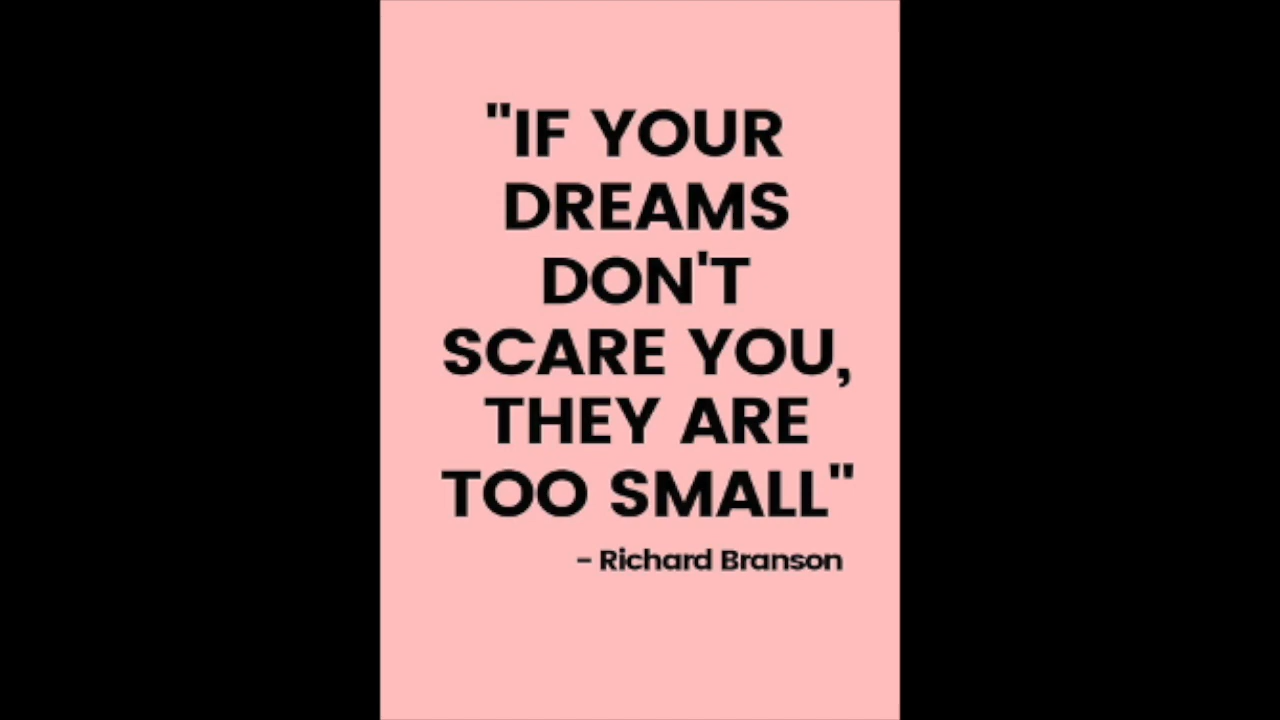 "IF YOUR
DREAMS
DON'T
SCARE YOU,
THEY ARE
TOO SMALL"
- Richard Branson